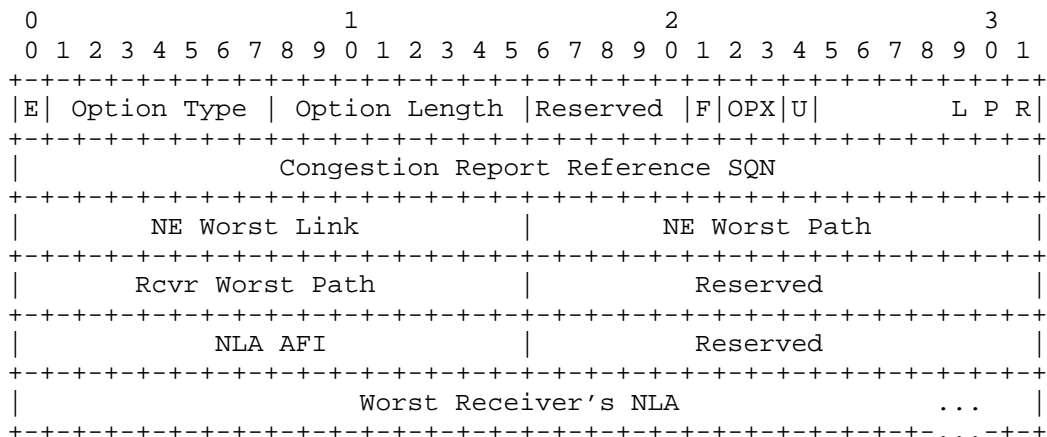 0                   1                   2                   3
 0 1 2 3 4 5 6 7 8 9 0 1 2 3 4 5 6 7 8 9 0 1 2 3 4 5 6 7 8 9 0 1
+-+-+-+-+-+-+-+-+-+-+-+-+-+-+-+-+-+-+-+-+-+-+-+-+-+-+-+-+-+-+-+-+
|E| Option Type | Option Length |Reserved |F|OPX|U|        L P R|
+-+-+-+-+-+-+-+-+-+-+-+-+-+-+-+-+-+-+-+-+-+-+-+-+-+-+-+-+-+-+-+-+
|                Congestion Report Reference SQN                |
+-+-+-+-+-+-+-+-+-+-+-+-+-+-+-+-+-+-+-+-+-+-+-+-+-+-+-+-+-+-+-+-+
|        NE Worst Link          |        NE Worst Path          |
+-+-+-+-+-+-+-+-+-+-+-+-+-+-+-+-+-+-+-+-+-+-+-+-+-+-+-+-+-+-+-+-+
|       Rcvr Worst Path         |          Reserved             |
+-+-+-+-+-+-+-+-+-+-+-+-+-+-+-+-+-+-+-+-+-+-+-+-+-+-+-+-+-+-+-+-+
|            NLA AFI            |          Reserved             |
+-+-+-+-+-+-+-+-+-+-+-+-+-+-+-+-+-+-+-+-+-+-+-+-+-+-+-+-+-+-+-+-+
|                     Worst Receiver’s NLA                ...   |
+-+-+-+-+-+-+-+-+-+-+-+-+-+-+-+-+-+-+-+-+-+-+-+-+-+-+-+-+-...-+-+